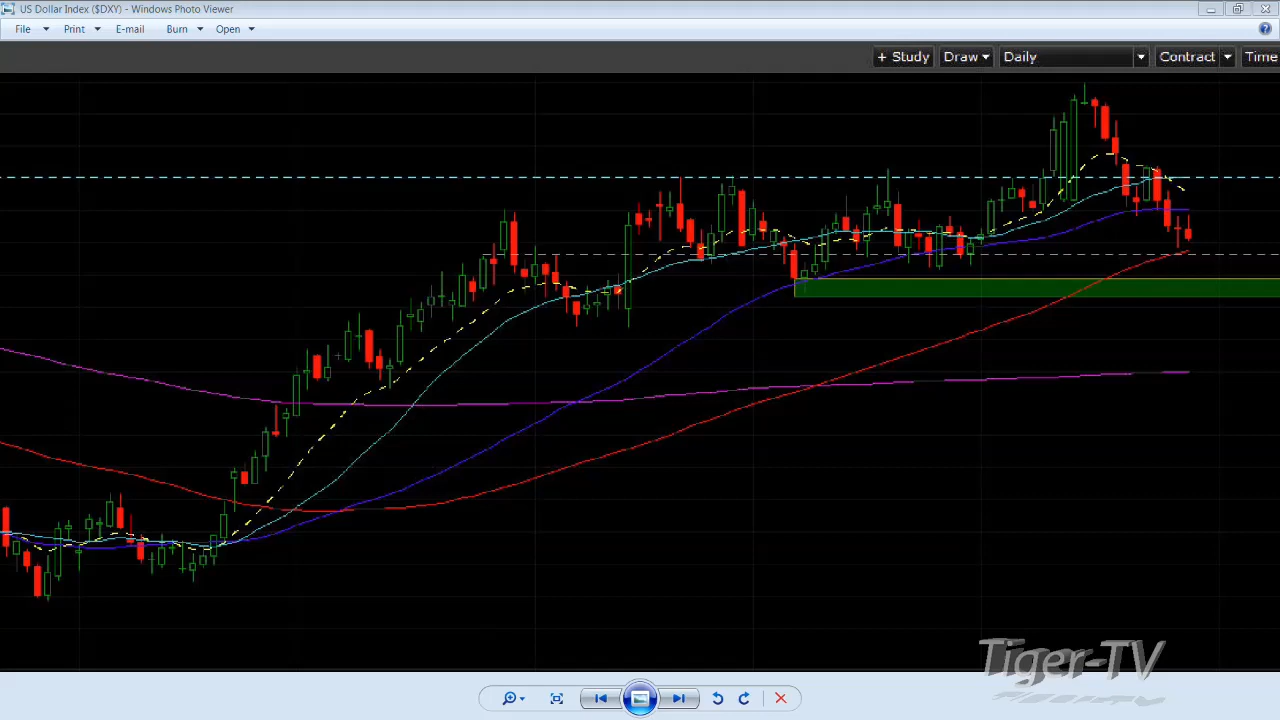 US Dollar Index ($DXY) - Windows Photo Viewer
File Print E-mail Burn Open
+ Study Draw Daily Contract Time
Tiger-TV